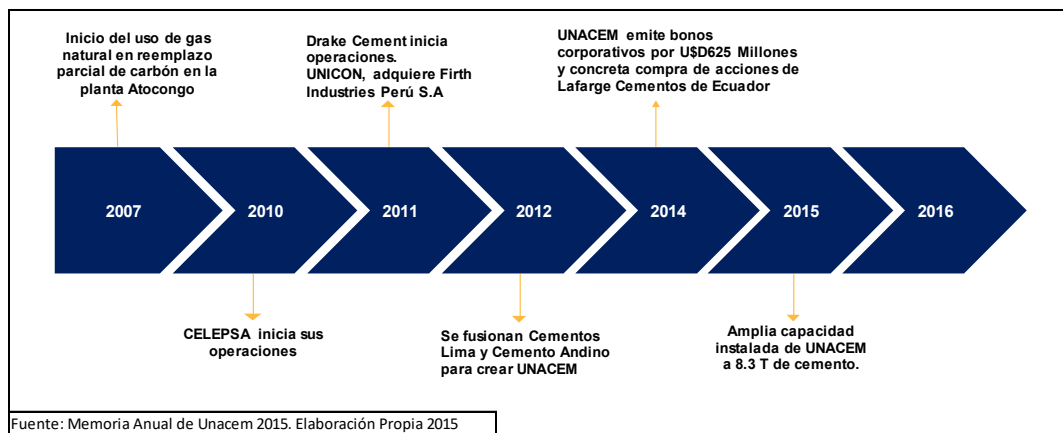 Inicio del uso de gas
natural en reemplazo
parcial de carbón en la
planta Atocongo
Drake Cement inicia
operaciones.
UNICON, adquiere Firth
Industries Perú S.A
UNACEM emite bonos
corporativos por U$D625 Millones
y concreta compra de acciones de
Lafarge Cementos de Ecuador
2007
2010
2011
2012
2014
2015
2016
CELEPSA inicia sus
operaciones
Se fusionan Cementos
Lima y Cemento Andino
para crear UNACEM
Amplia capacidad
instalada de UNACEM
a 8.3 T de cemento.
Fuente: Memoria Anual de Unacem 2015. Elaboración Propia 2015